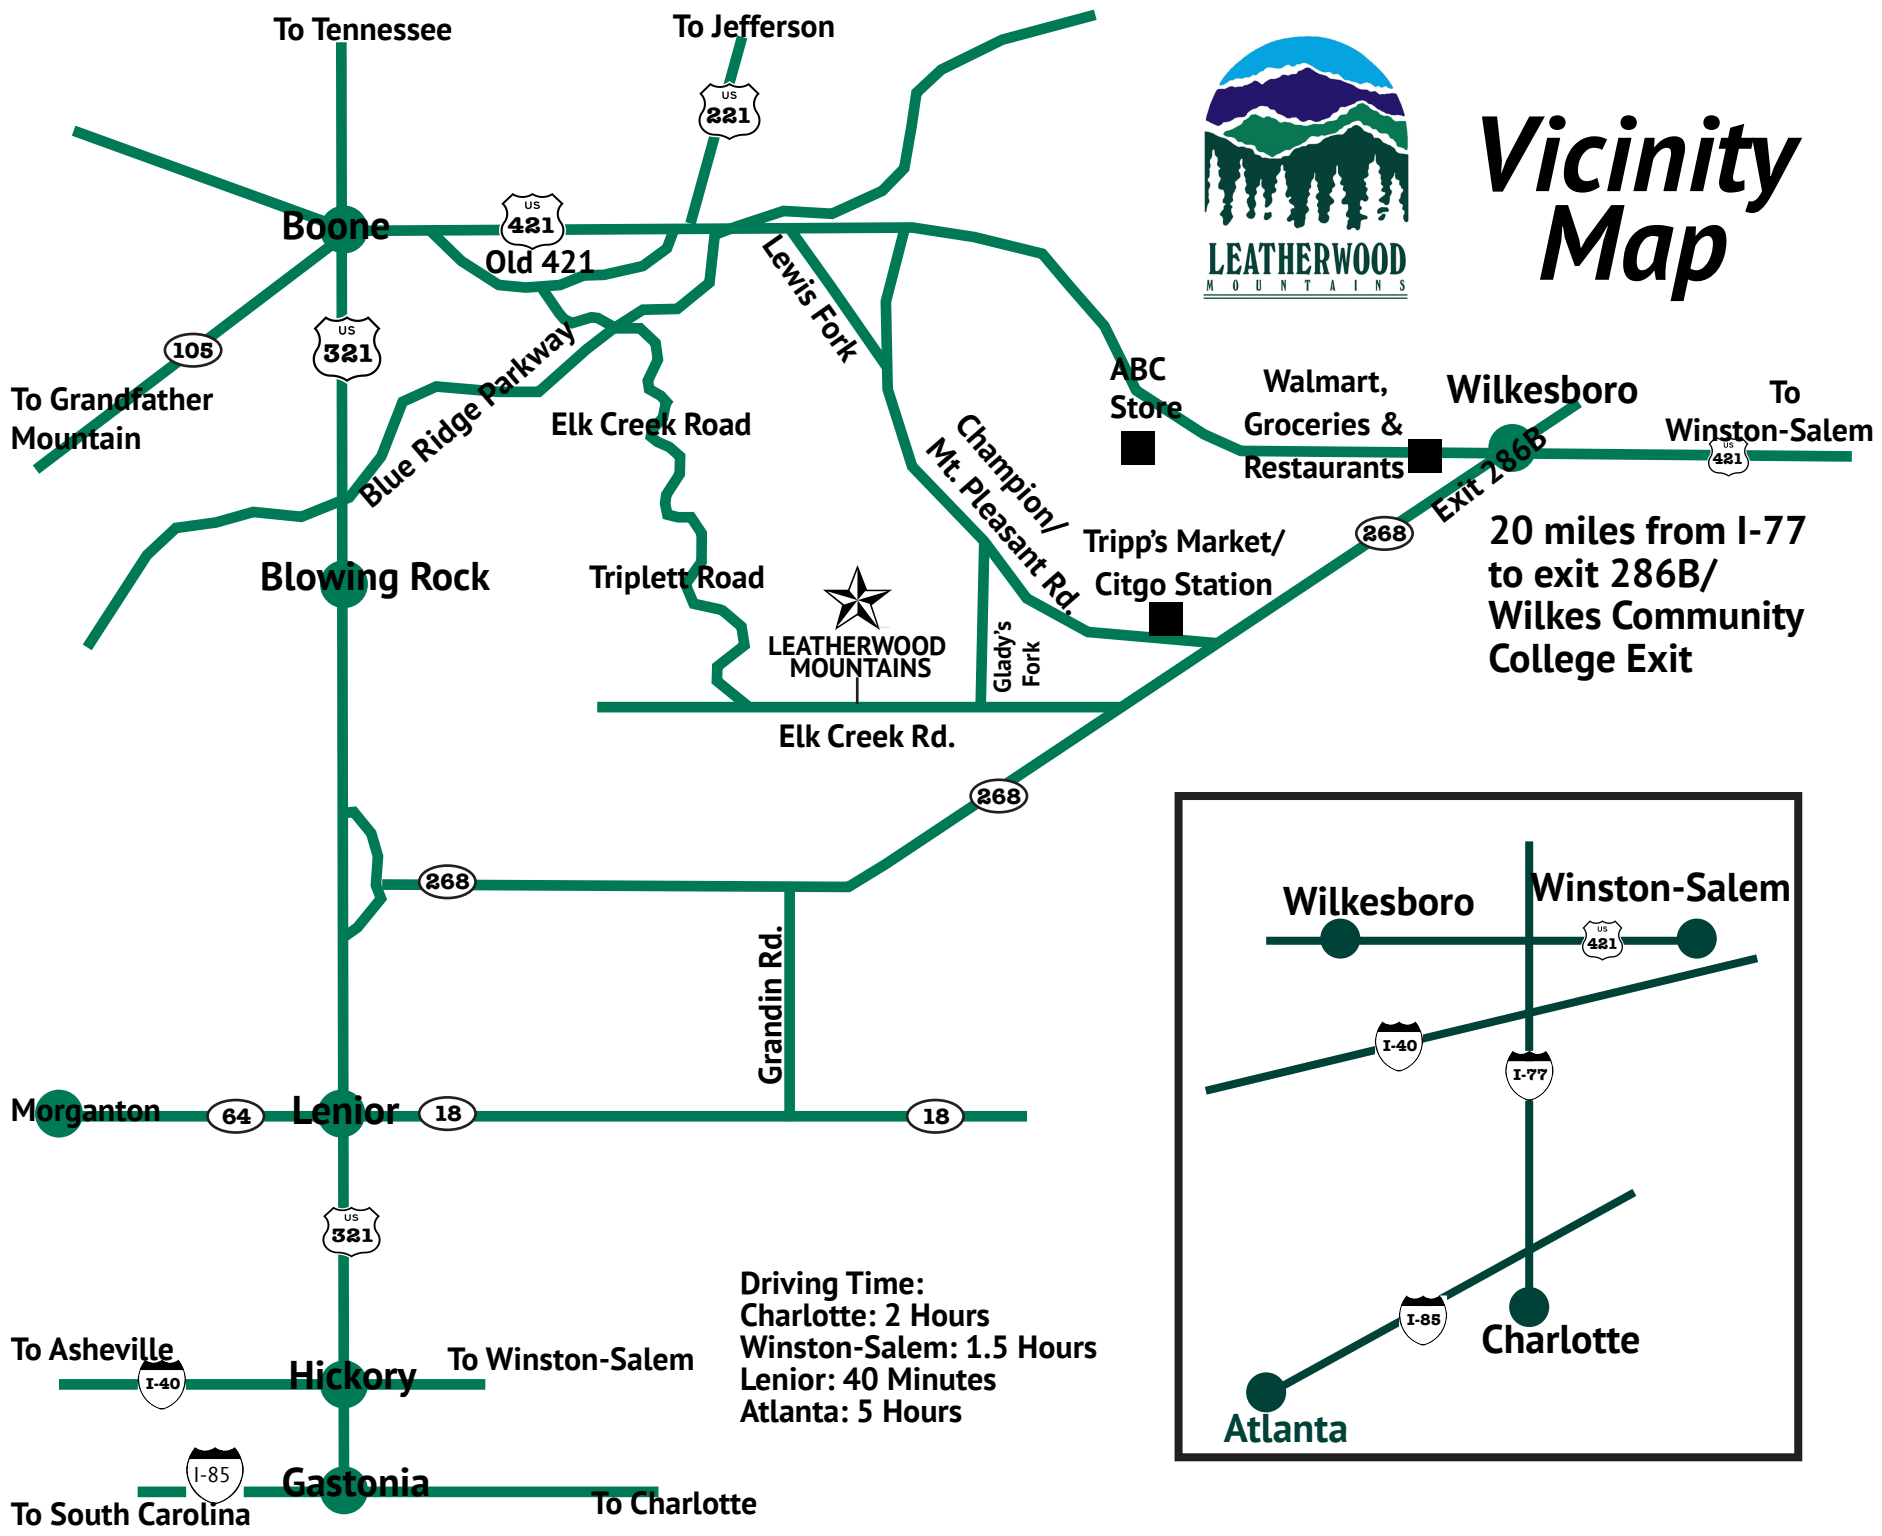 To Tennessee
To Jefferson
US
221
LEATHERWOOD
MOUNTAINS
Vicinity
Map
Boone
US
421
Old 421
Lewis Fork
105
US
321
To Grandfather
Mountain
Blue Ridge Parkway
Elk Creek Road
ABC
Store
Walmart,
Groceries &
Restaurants
Wilkesboro
To
Winston-Salem
US
421
Exit 286B
268
Champion/
Mt. Pleasant Rd.
Tripp's Market/
Citgo Station
20 miles from I-77
to exit 286B/
Wilkes Community
College Exit
Blowing Rock
Triplett Road
LEATHERWOOD
MOUNTAINS
Glady's
Fork
Elk Creek Rd.
268
268
Grandin Rd.
Morganton
64
Lenior
18
18
US
321
Driving Time:
Charlotte: 2 Hours
Winston-Salem: 1.5 Hours
Lenior: 40 Minutes
Atlanta: 5 Hours
To Asheville
I-40
Hickory
To Winston-Salem
I-85
Gastonia
To South Carolina
To Charlotte
Wilkesboro
Winston-Salem
US
421
I-40
I-77
I-85
Charlotte
Atlanta